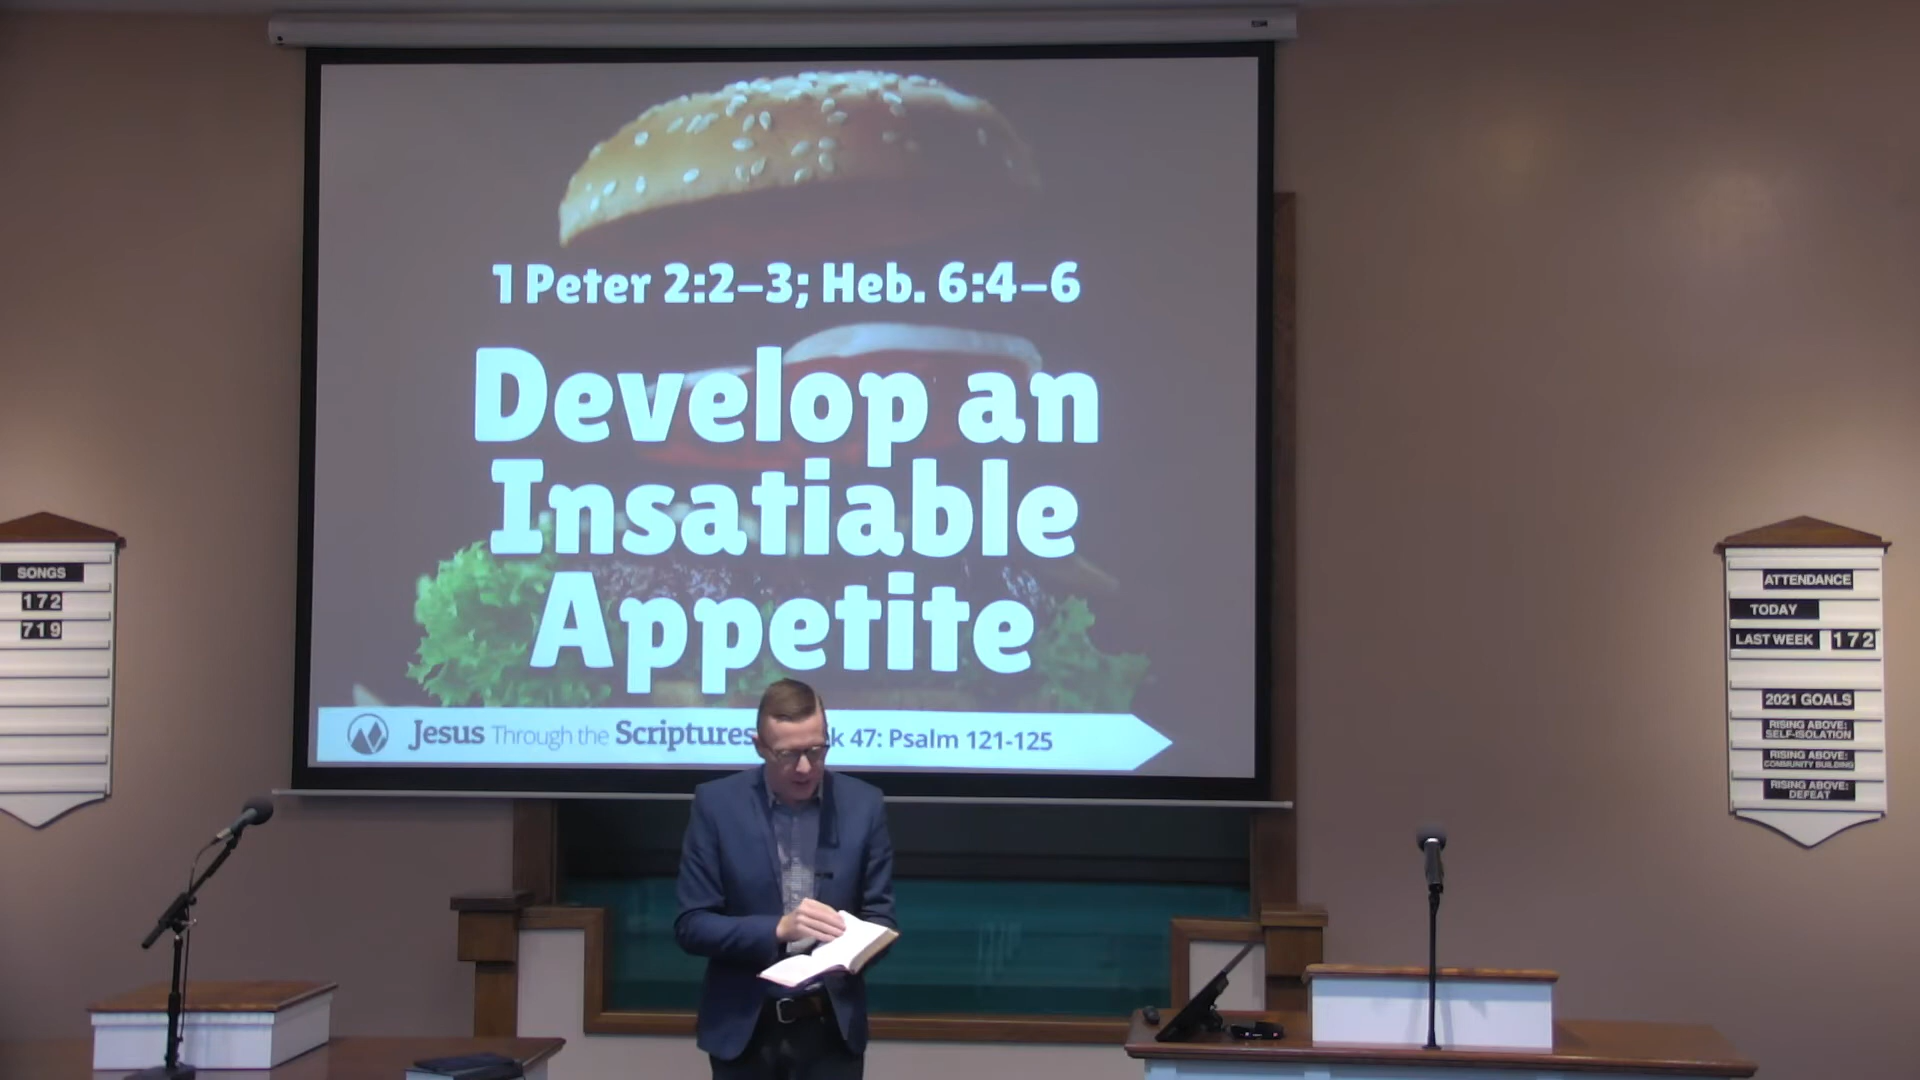 1 Peter 2:2–3; Heb. 6:4–6
Develop an
Insatiable
Appetite
Jesus Through the Scriptures k 47: Psalm 121-125
SONGS
172
719
ATTENDANCE
TODAY
LAST WEEK 172
2021 GOALS
RISING ABOVE:
SELF-ISOLATION
RISING ABOVE:
COMMUNITY BUILDING
RISING ABOVE:
DEFEAT